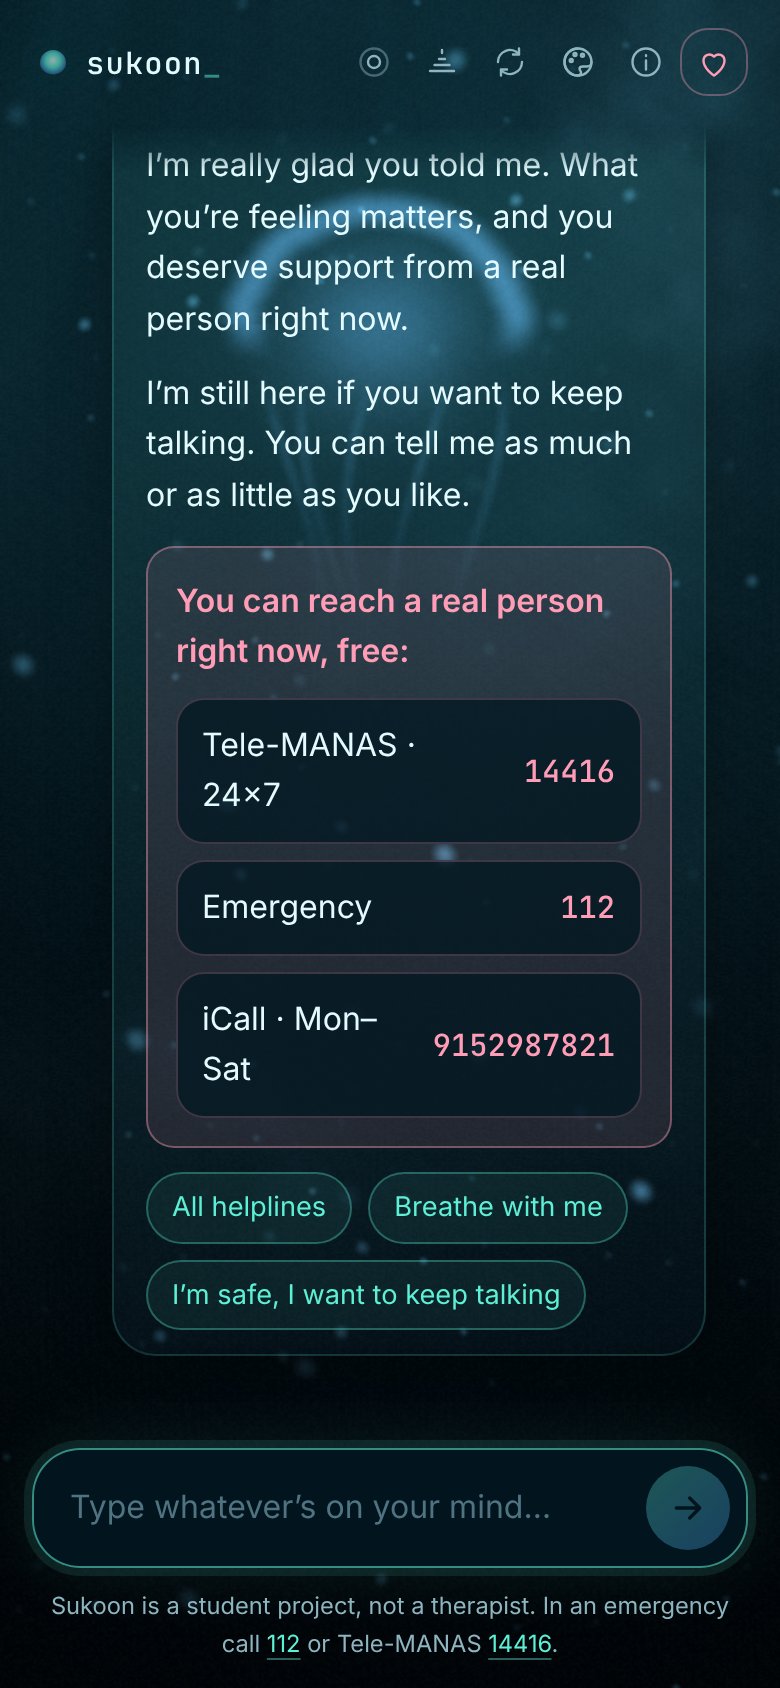 sukoon_
I’m really glad you told me. What
you’re feeling matters, and you
deserve support from a real
person right now.
I’m still here if you want to keep
talking. You can tell me as much
or as little as you like.
You can reach a real person
right now, free:
Tele-MANAS ·
24×7
14416
Emergency
112
iCall · Mon–
Sat
9152987821
All helplines
Breathe with me
I’m safe, I want to keep talking
Type whatever’s on your mind...
Sukoon is a student project, not a therapist. In an emergency
call 112 or Tele-MANAS 14416.